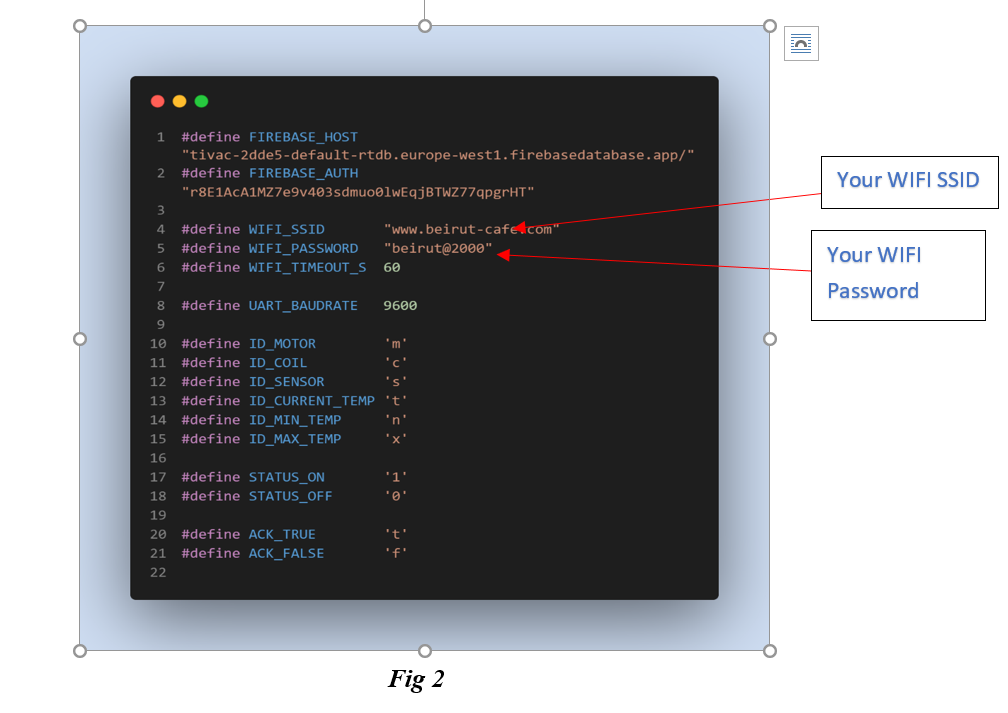 1 #define FIREBASE_HOST
"tivac-2dde5-default-rtdb.europe-west1.firebasedatabase.app/"
2 #define FIREBASE_AUTH
"r8E1AcA1MZ7e9v403sdmuo0lwEqjBTWZ77qpgrHT"
3
4 #define WIFI_SSID "www.beirut-cafe.com"
5 #define WIFI_PASSWORD "beirut@2000"
6 #define WIFI_TIMEOUT_S 60
7
8 #define UART_BAUDRATE 9600
9
10 #define ID_MOTOR 'm'
11 #define ID_COIL 'c'
12 #define ID_SENSOR 's'
13 #define ID_CURRENT_TEMP 't'
14 #define ID_MIN_TEMP 'n'
15 #define ID_MAX_TEMP 'x'
16
17 #define STATUS_ON '1'
18 #define STATUS_OFF '0'
19
20 #define ACK_TRUE 't'
21 #define ACK_FALSE 'f'
22
Your WIFI SSID
Your WIFI
Password
Fig 2